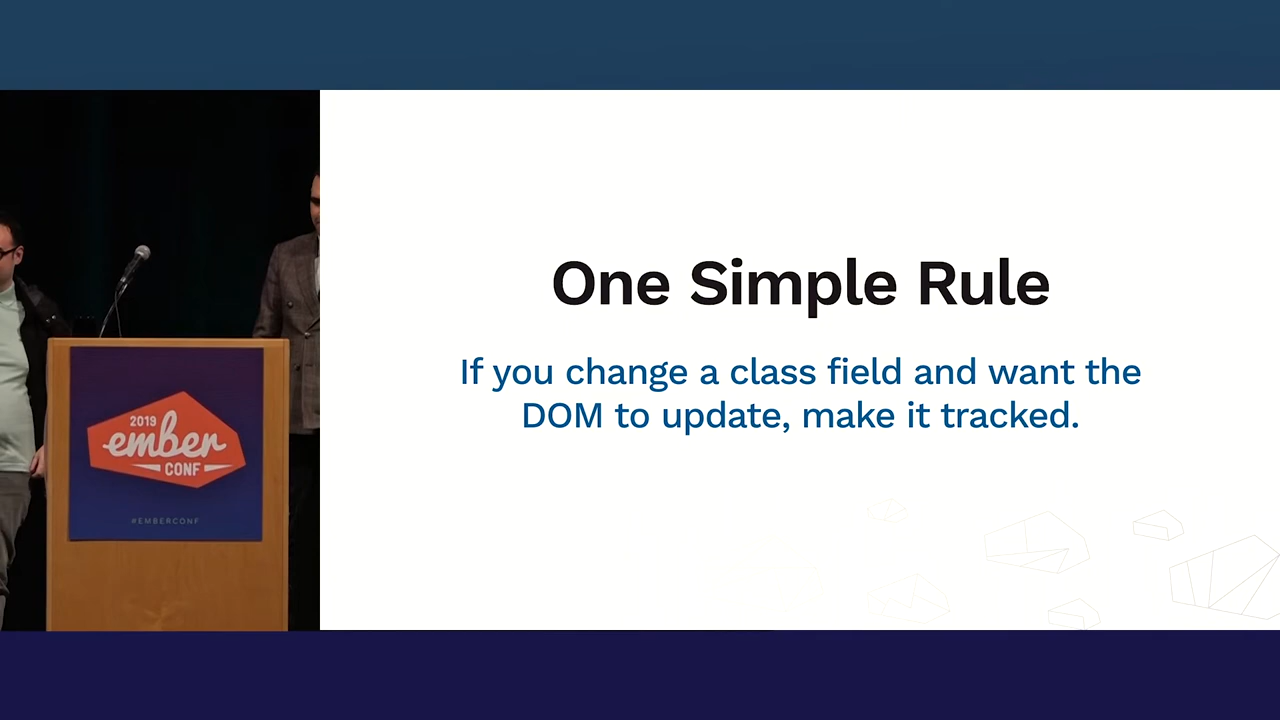 2019
ember
CONF
#EMBERCONF
One Simple Rule
If you change a class field and want the
DOM to update, make it tracked.